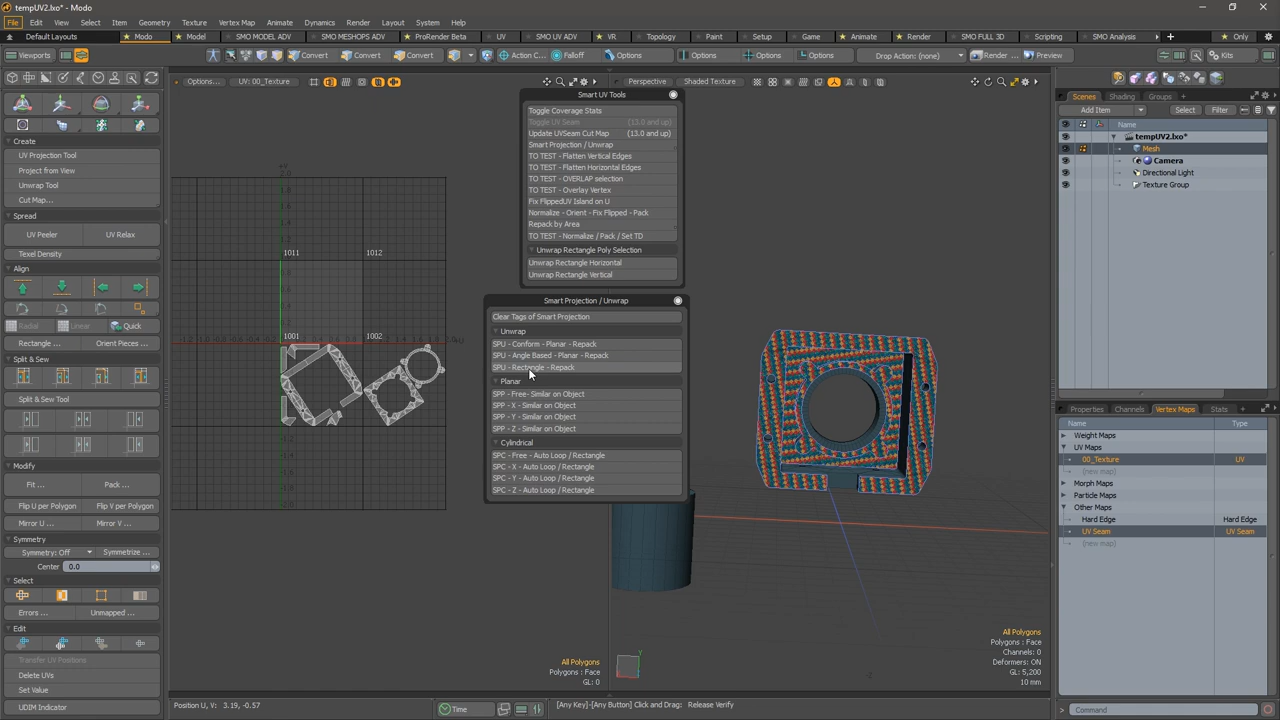 tempUV2.lxo* - Modo
File Edit View Select Item Geometry Texture Vertex Map Animate Dynamics Render Layout System Help
Default Layouts Modo Model SMO MODEL ADV SMO MESHOPS ADV ProRender Beta UV SMO UV ADV VR Topology Paint Setup Game Animate Render SMO FULL 3D Scripting SMO Analysis Only
Viewports Convert Convert Convert Action Center Falloff Options Options Options Options Drop Action: (none) Render ... Preview Kits
Create
UV Projection Tool
Project from View
Unwrap Tool
Cut Map...
Spread
UV Peeler UV Relax
Texel Density
Align
Radial Linear Quick
Rectangle ... Orient Pieces ...
Split & Sew
Split & Sew Tool
Modify
Fit ... Pack ...
Flip U Polygon Flip V Polygon
Mirror U ... Mirror V ...
Symmetry
Symmetry: Off Symmetrize ...
Center 0.0
Select
Errors ... Unmapped ...
Edit
Transfer UV Positions
Delete UVs
Set Value
UDIM Indicator
Options... UV: 00_Texture
1011 1012
1001 1002
All Polygons
Polygons : Face
GL: 0
Smart UV Tools
Toggle Coverage Stats
Toggle UV Seam (13.0 and up)
Update UVSeam Cut Map (13.0 and up)
Smart Projection / Unwrap
TO TEST - Flatten Vertical Edges
TO TEST - Flatten Horizontal Edges
TO TEST - OVERLAP selection
TO TEST - Overlay Vertex
Fix FlippedUV Island on U
Normalize - Orient - Fix Flipped - Pack
Repack by Area
TO TEST - Normalize / Pack / Set TD
Unwrap Rectangle Poly Selection
Unwrap Rectangle Horizontal
Unwrap Rectangle Vertical
Smart Projection / Unwrap
Clear Tags of Smart Projection
Unwrap
SPU - Conform - Planar - Repack
SPU - Angle Based - Planar - Repack
SPU - Rectangle - Repack
Planar
SPP - Free- Similar on Object
SPP - X - Similar on Object
SPP - Y - Similar on Object
SPP - Z - Similar on Object
Cylindrical
SPC - Free - Auto Loop / Rectangle
SPC - X - Auto Loop / Rectangle
SPC - Y - Auto Loop / Rectangle
SPC - Z - Auto Loop / Rectangle
Perspective Shaded Texture
All Polygons
Polygons : Face
Channels: 0
Deformers: ON
GL: 5,200
10 mm
Scenes Shading Groups
Add Item Select Filter
Name
tempUV2.lxo*
Mesh
Camera
Directional Light
Texture Group
Properties Channels Vertex Maps Stats
Name Type
Weight Maps
UV Maps
00_Texture UV
(new map)
Morph Maps
Particle Maps
Other Maps
Hard Edge Hard Edge
UV Seam UV Seam
(new map)
Position U, V: 3.19, -0.57
Time
[Any Key]-[Any Button] Click and Drag: Release Verify
Command